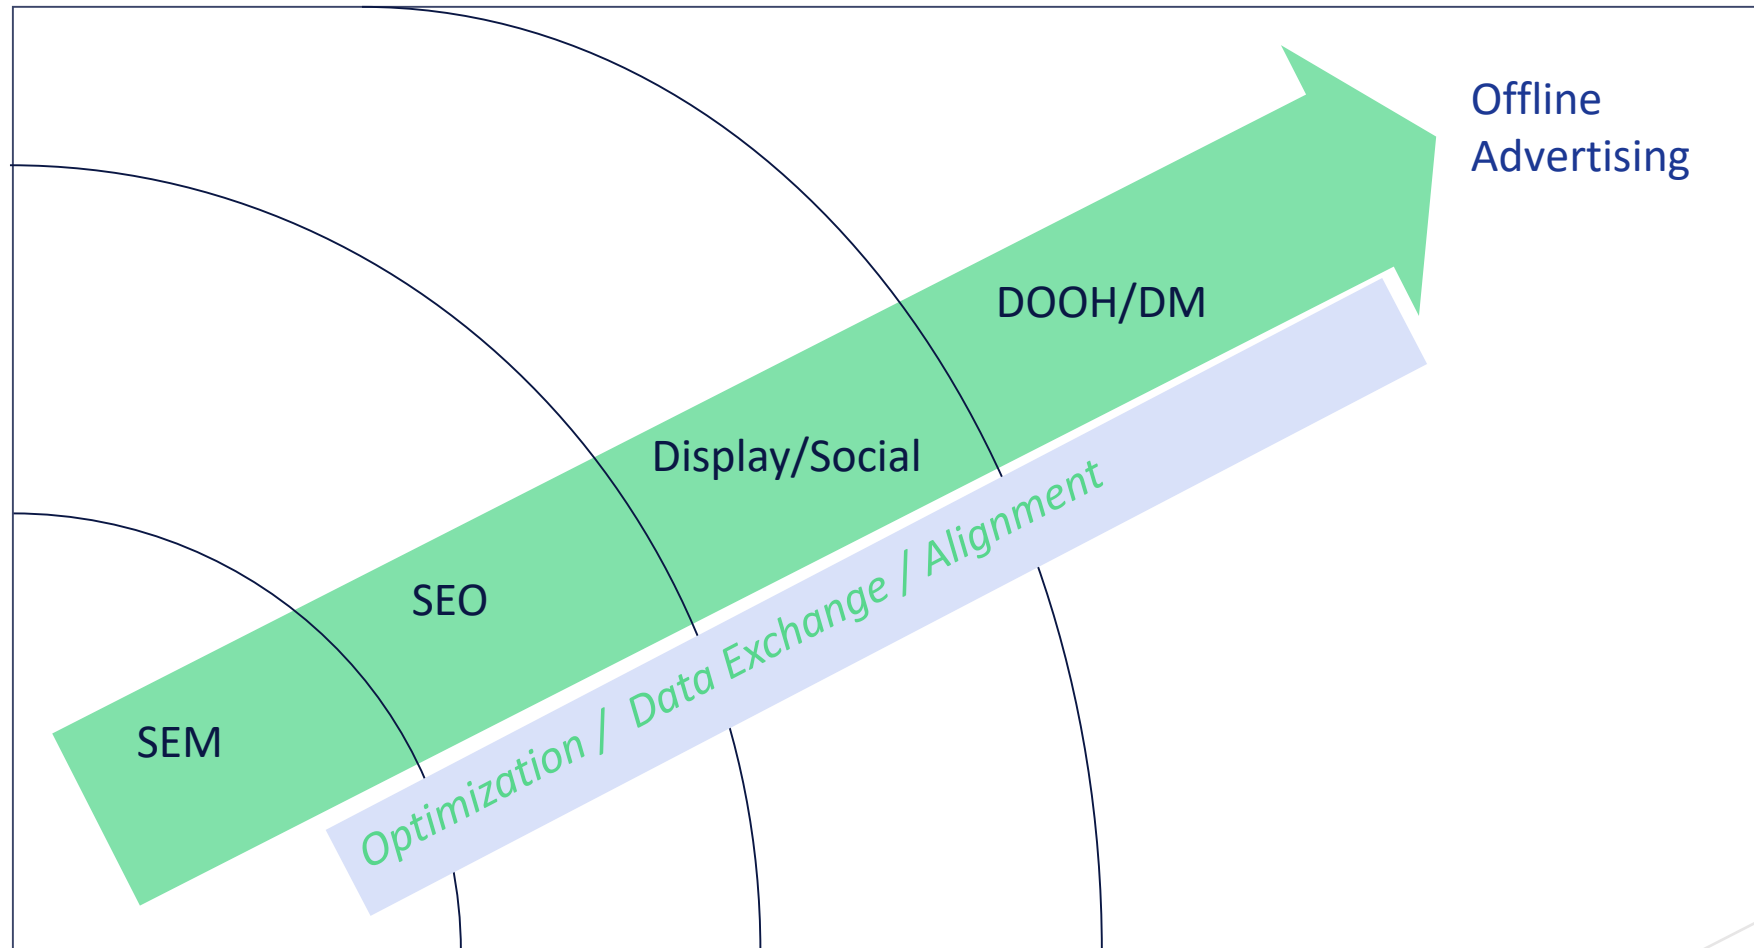 Offline
Advertising
DOOH/DM
Display/Social
SEO
SEM
Optimization / Data Exchange / Alignment